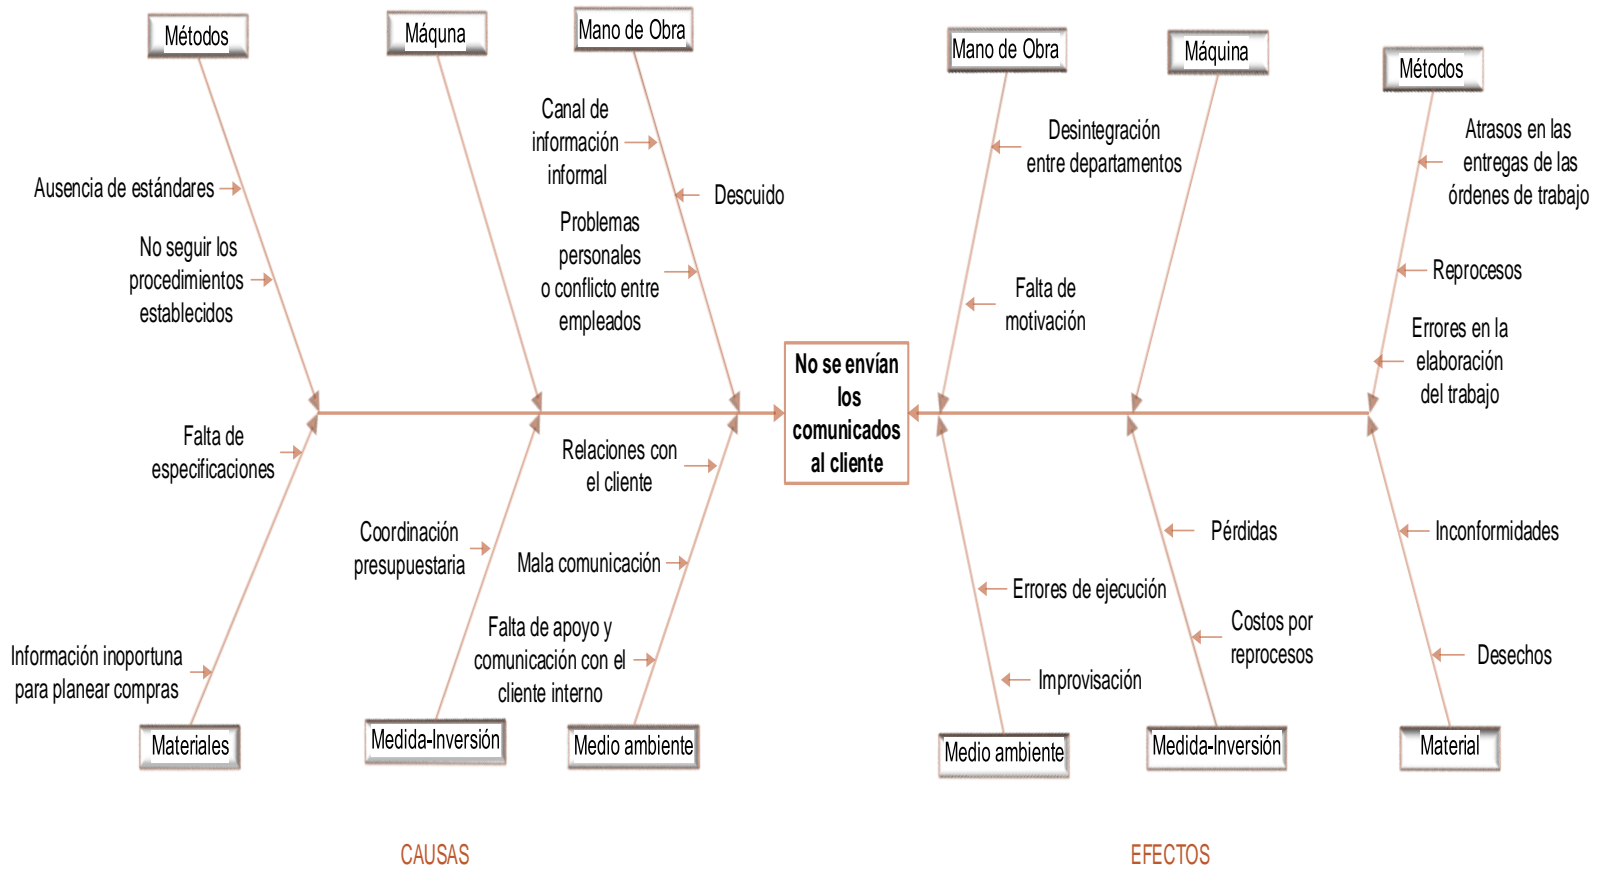 Métodos
Máquna
Mano de Obra
Canal de
información
informal
Descuido
Ausencia de estándares
No seguir los
procedimientos
establecidos
Problemas
personales
o conflicto entre
empleados
Falta de
especificaciones
Información inoportuna
para planear compras
Coordinación
presupuestaria
Relaciones con
el cliente
Mala comunicación
Falta de apoyo y
comunicación con el
cliente interno
Materiales
Medida-Inversión
Medio ambiente
No se envían
los
comunicados
al cliente
Mano de Obra
Máquina
Métodos
Desintegración
entre departamentos
Falta de
motivación
Atrasos en las
entregas de las
órdenes de trabajo
Reprocesos
Errores en la
elaboración
del trabajo
Errores de ejecución
Improvisación
Pérdidas
Costos por
reprocesos
Inconformidades
Desechos
Medio ambiente
Medida-Inversión
Material
CAUSAS
EFECTOS